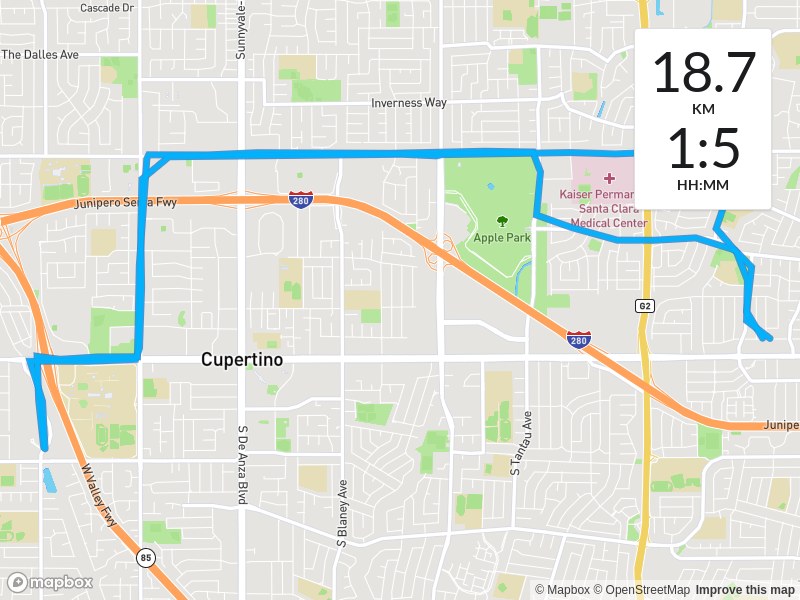 Cascade Dr
Sunnyvale-
The Dalles Ave
Inverness Way
18.7
KM
1:5
HH:MM
Junipero Serra Fwy
280
Kaiser Perman
Santa Clara
Medical Center
Apple Park
G2
280
Cupertino
S De Anza Blvd
S Blaney Ave
S Tantau Ave
Junipe
W Valley Fwy
85
mapbox
© Mapbox © OpenStreetMap Improve this map